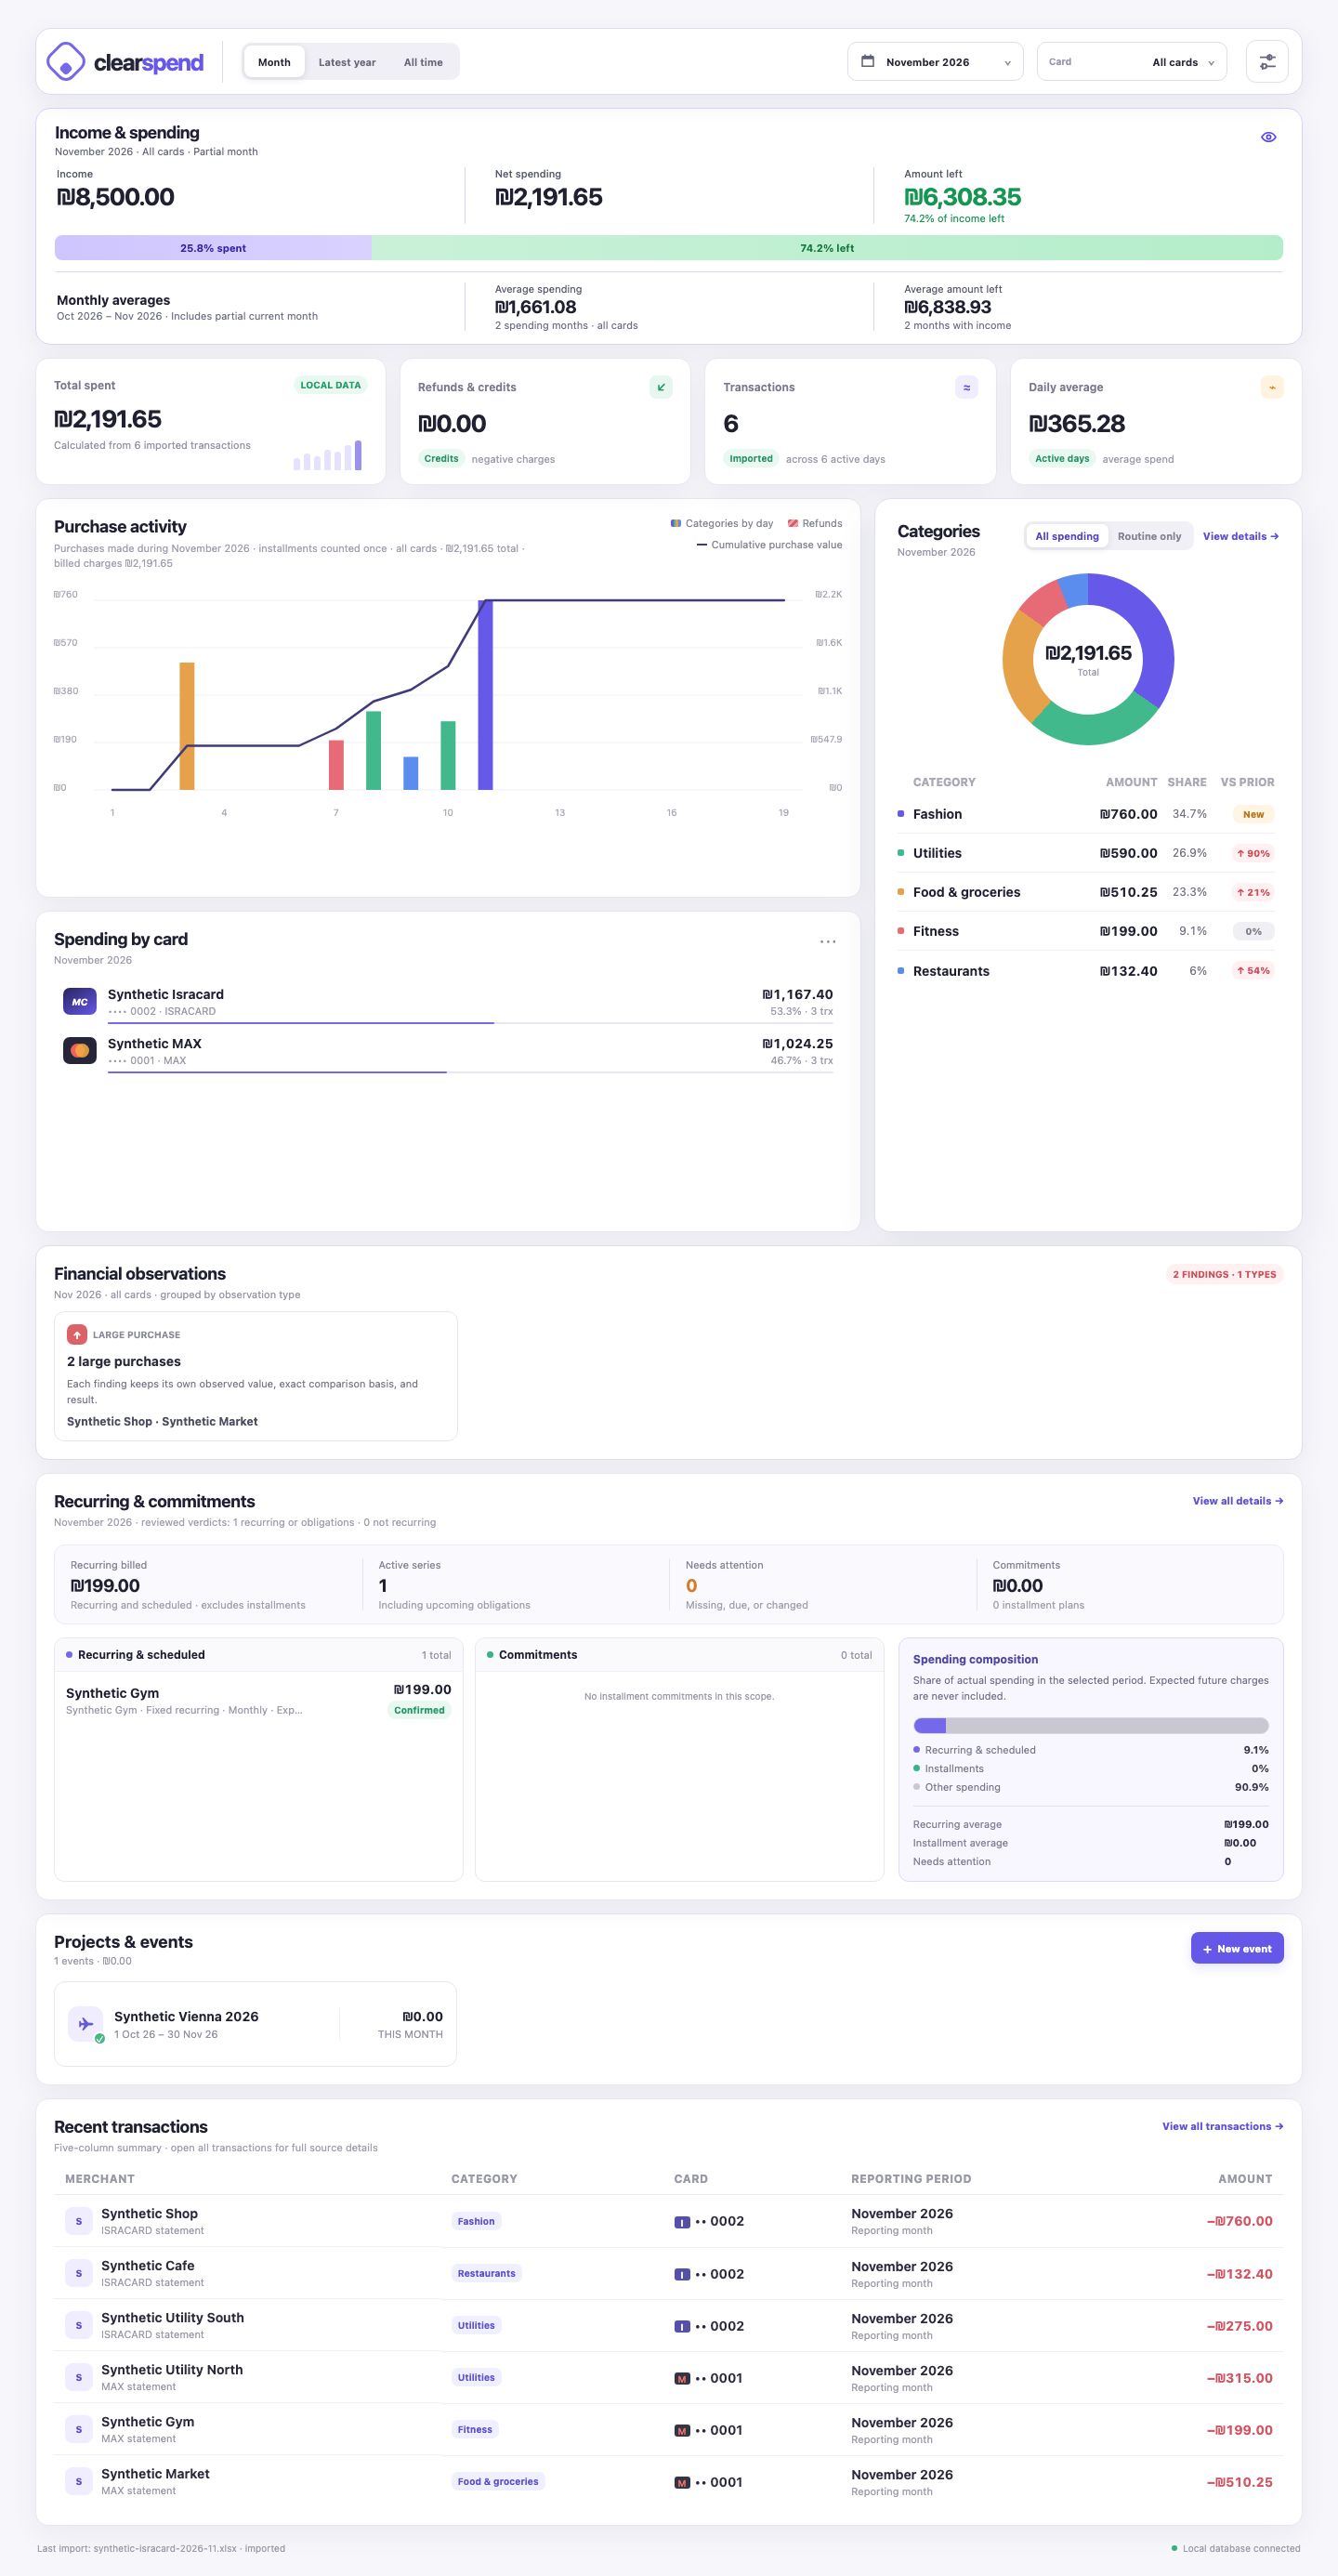 clearspend
Month
Latest year
All time
November 2026
Card
All cards
Income & spending
November 2026 · All cards · Partial month
Income
₪8,500.00
Net spending
₪2,191.65
Amount left
₪6,308.35
74.2% of income left
25.8% spent
74.2% left
Monthly averages
Oct 2026 – Nov 2026 · Includes partial current month
Average spending
₪1,661.08
2 spending months · all cards
Average amount left
₪6,838.93
2 months with income
Total spent
LOCAL DATA
₪2,191.65
Calculated from 6 imported transactions
Refunds & credits
₪0.00
Credits negative charges
Transactions
6
Imported across 6 active days
Daily average
₪365.28
Active days average spend
Purchase activity
Purchases made during November 2026 · installments counted once · all cards · ₪2,191.65 total ·
billed charges ₪2,191.65
Categories by day
Refunds
Cumulative purchase value
₪760
₪570
₪380
₪190
₪0
₪2.2K
₪1.6K
₪1.1K
₪547.9
₪0
1 4 7 10 13 16 19
Categories
November 2026
All spending
Routine only
View details →
₪2,191.65
Total
CATEGORY AMOUNT SHARE VS PRIOR
Fashion ₪760.00 34.7% New
Utilities ₪590.00 26.9% ↑ 90%
Food & groceries ₪510.25 23.3% ↑ 21%
Fitness ₪199.00 9.1% 0%
Restaurants ₪132.40 6% ↑ 54%
Spending by card
November 2026
···
MC
Synthetic Isracard ₪1,167.40
•••• 0002 · ISRACARD 53.3% · 3 trx
Synthetic MAX ₪1,024.25
•••• 0001 · MAX 46.7% · 3 trx
Financial observations
Nov 2026 · all cards · grouped by observation type
2 FINDINGS · 1 TYPES
↑ LARGE PURCHASE
2 large purchases
Each finding keeps its own observed value, exact comparison basis, and
result.
Synthetic Shop · Synthetic Market
Recurring & commitments
November 2026 · reviewed verdicts: 1 recurring or obligations · 0 not recurring
View all details →
Recurring billed
₪199.00
Recurring and scheduled · excludes installments
Active series
1
Including upcoming obligations
Needs attention
0
Missing, due, or changed
Commitments
₪0.00
0 installment plans
Recurring & scheduled 1 total
Synthetic Gym ₪199.00
Synthetic Gym · Fixed recurring · Monthly · Exp... Confirmed
Commitments 0 total
No installment commitments in this scope.
Spending composition
Share of actual spending in the selected period. Expected future charges
are never included.
Recurring & scheduled 9.1%
Installments 0%
Other spending 90.9%
Recurring average ₪199.00
Installment average ₪0.00
Needs attention 0
Projects & events
1 events · ₪0.00
+ New event
Synthetic Vienna 2026 ₪0.00
1 Oct 26 – 30 Nov 26 THIS MONTH
Recent transactions
Five-column summary · open all transactions for full source details
View all transactions →
MERCHANT CATEGORY CARD REPORTING PERIOD AMOUNT
S Synthetic Shop Fashion I •• 0002 November 2026 –₪760.00
ISRACARD statement Reporting month
S Synthetic Cafe Restaurants I •• 0002 November 2026 –₪132.40
ISRACARD statement Reporting month
S Synthetic Utility South Utilities I •• 0002 November 2026 –₪275.00
ISRACARD statement Reporting month
S Synthetic Utility North Utilities M •• 0001 November 2026 –₪315.00
MAX statement Reporting month
S Synthetic Gym Fitness M •• 0001 November 2026 –₪199.00
MAX statement Reporting month
S Synthetic Market Food & groceries M •• 0001 November 2026 –₪510.25
MAX statement Reporting month
Last import: synthetic-isracard-2026-11.xlsx · imported
Local database connected